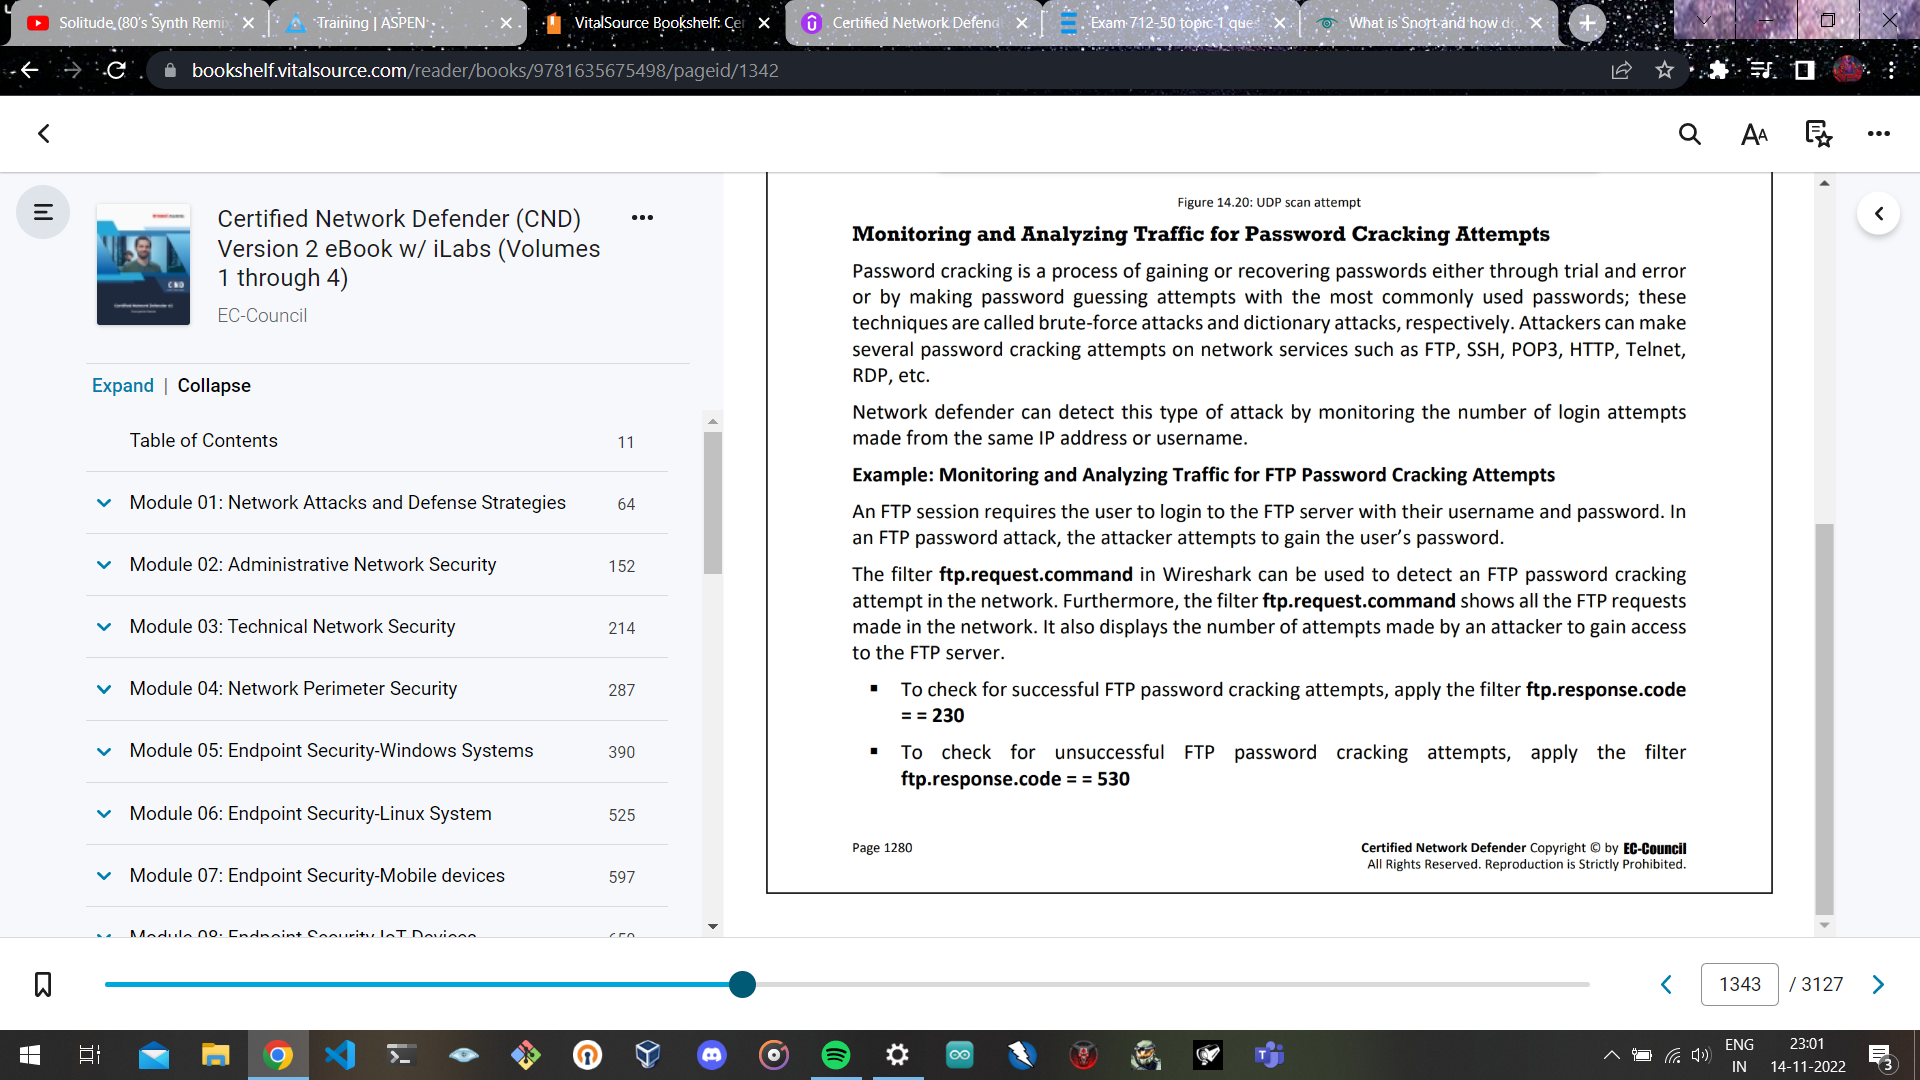 Solitude (80's Synth Remi
Training | ASPEN
VitalSource Bookshelf: Cer
Certified Network Defend
Exam 712-50 topic 1 que
What is Snort and how do
bookshelf.vitalsource.com/reader/books/9781635675498/pageid/1342
Certified Network Defender (CND)
Version 2 eBook w/ iLabs (Volumes
1 through 4)
EC-Council
Expand | Collapse
Table of Contents 11
Module 01: Network Attacks and Defense Strategies 64
Module 02: Administrative Network Security 152
Module 03: Technical Network Security 214
Module 04: Network Perimeter Security 287
Module 05: Endpoint Security-Windows Systems 390
Module 06: Endpoint Security-Linux System 525
Module 07: Endpoint Security-Mobile devices 597
Module 08: Endpoint Security-IoT Devices
Figure 14.20: UDP scan attempt
Monitoring and Analyzing Traffic for Password Cracking Attempts
Password cracking is a process of gaining or recovering passwords either through trial and error
or by making password guessing attempts with the most commonly used passwords; these
techniques are called brute-force attacks and dictionary attacks, respectively. Attackers can make
several password cracking attempts on network services such as FTP, SSH, POP3, HTTP, Telnet,
RDP, etc.
Network defender can detect this type of attack by monitoring the number of login attempts
made from the same IP address or username.
Example: Monitoring and Analyzing Traffic for FTP Password Cracking Attempts
An FTP session requires the user to login to the FTP server with their username and password. In
an FTP password attack, the attacker attempts to gain the user's password.
The filter ftp.request.command in Wireshark can be used to detect an FTP password cracking
attempt in the network. Furthermore, the filter ftp.request.command shows all the FTP requests
made in the network. It also displays the number of attempts made by an attacker to gain access
to the FTP server.
▪ To check for successful FTP password cracking attempts, apply the filter ftp.response.code
= = 230
▪ To check for unsuccessful FTP password cracking attempts, apply the filter
ftp.response.code = = 530
Page 1280
Certified Network Defender Copyright © by EC-Council
All Rights Reserved. Reproduction is Strictly Prohibited.
1343 / 3127
ENG
IN
23:01
14-11-2022
3